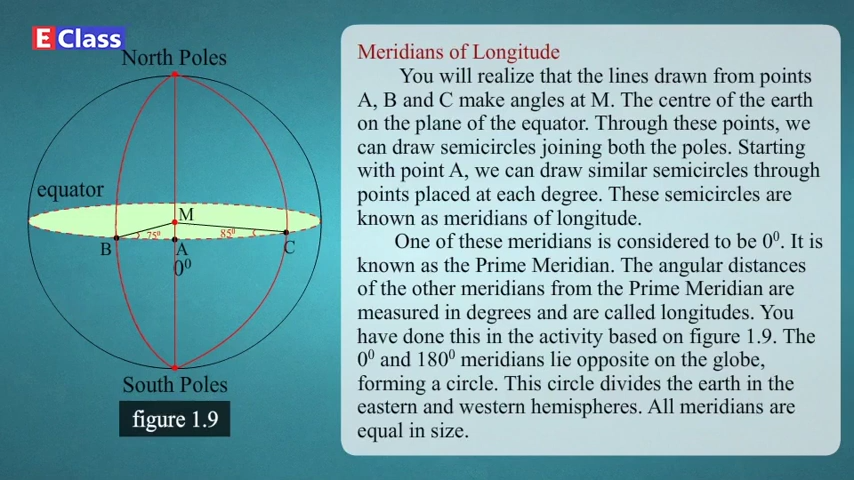 E Class
North Poles
equator
M
75⁰
85⁰
B
A
C
0⁰
South Poles
figure 1.9
Meridians of Longitude
You will realize that the lines drawn from points
A, B and C make angles at M. The centre of the earth
on the plane of the equator. Through these points, we
can draw semicircles joining both the poles. Starting
with point A, we can draw similar semicircles through
points placed at each degree. These semicircles are
known as meridians of longitude.
One of these meridians is considered to be 0⁰. It is
known as the Prime Meridian. The angular distances
of the other meridians from the Prime Meridian are
measured in degrees and are called longitudes. You
have done this in the activity based on figure 1.9. The
0⁰ and 180⁰ meridians lie opposite on the globe,
forming a circle. This circle divides the earth in the
eastern and western hemispheres. All meridians are
equal in size.